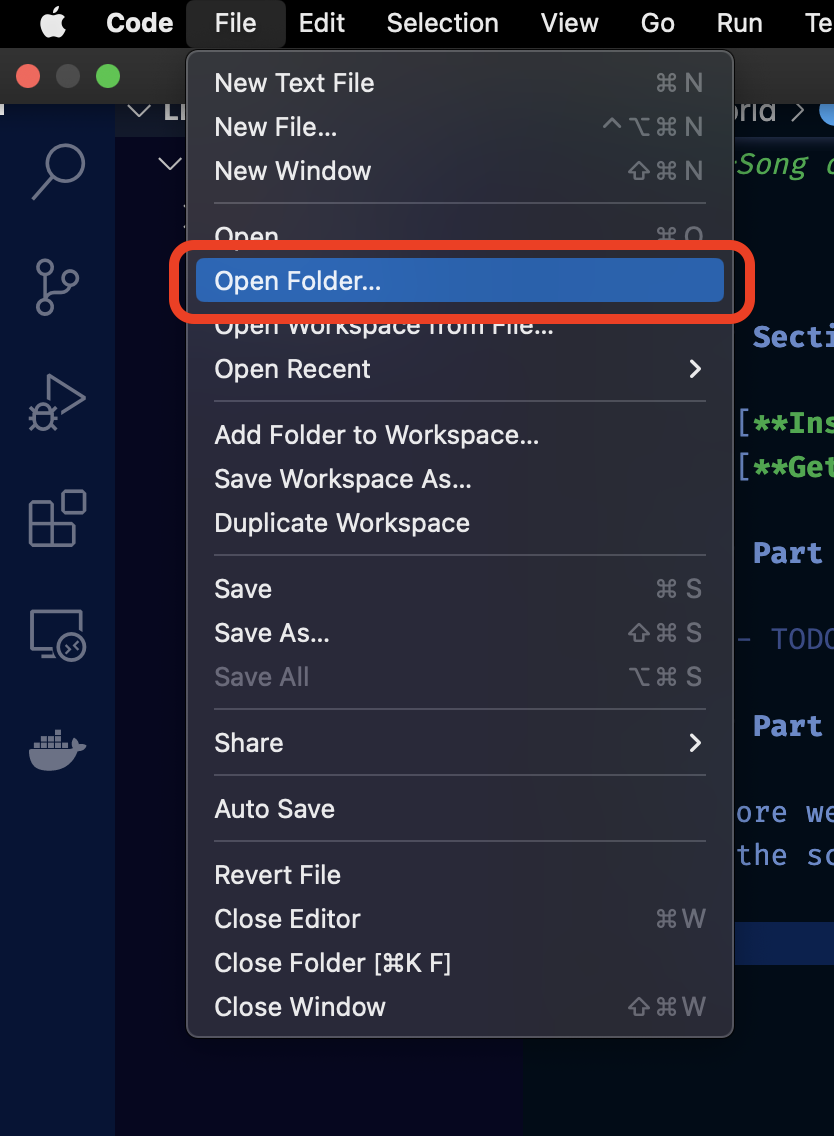 Code File Edit Selection View Go Run Te
New Text File ⌘ N
New File... ⌃⌥⌘ N
New Window ⇧⌘ N
Open ⌘ O
Open Folder...
Open Workspace from File...
Open Recent >
Add Folder to Workspace...
Save Workspace As...
Duplicate Workspace
Save ⌘ S
Save As... ⇧⌘ S
Save All ⌥⌘ S
Share >
Auto Save
Revert File
Close Editor ⌘W
Close Folder [⌘K F]
Close Window ⇧⌘W
orld >
Song
Secti
[**Ins
[**Get
Part
- TODO
Part
ore we
the sc